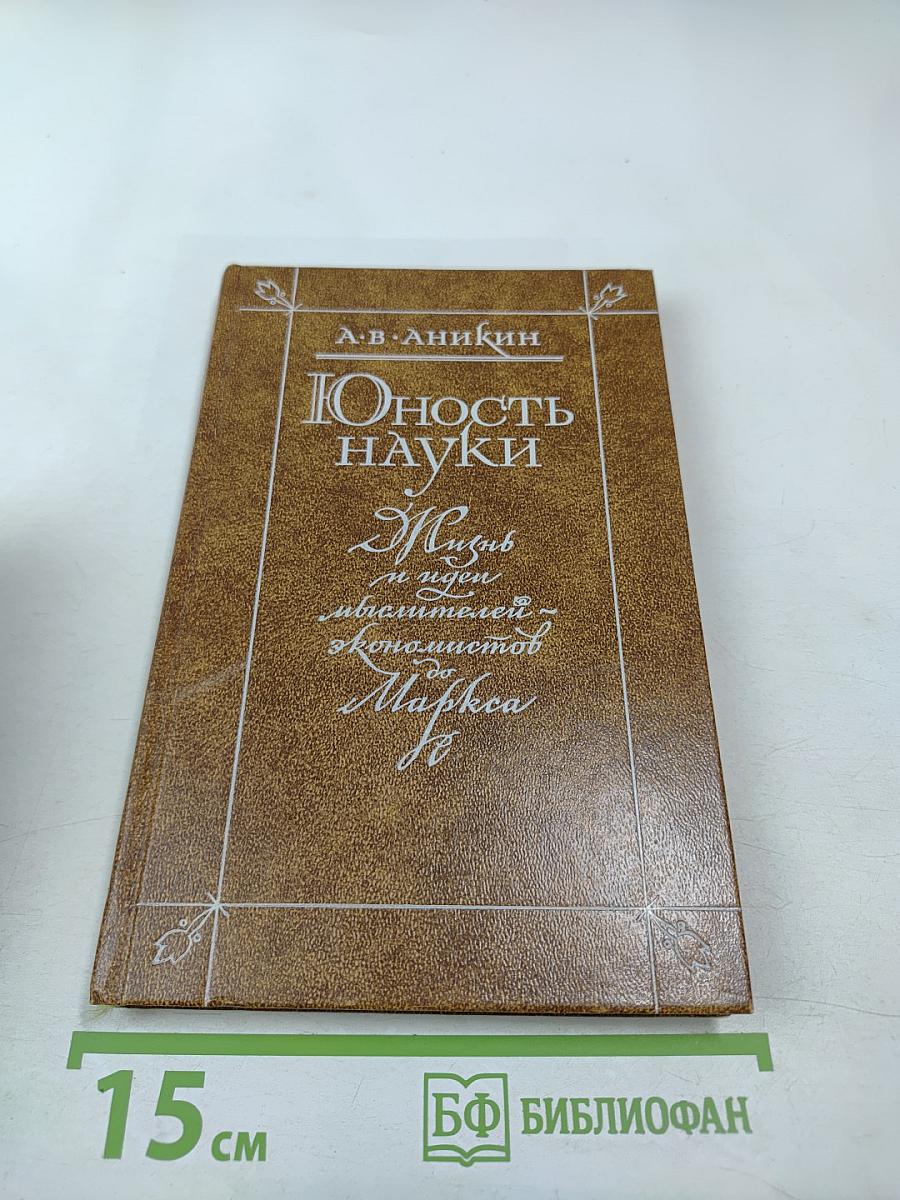 А·В·АНИКИН
ЮНОСТЬ
НАУКИ
Жизнь
и идеи
мыслителей-
экономистов
до
Маркса
15 см
БФ БИБЛИОФАН